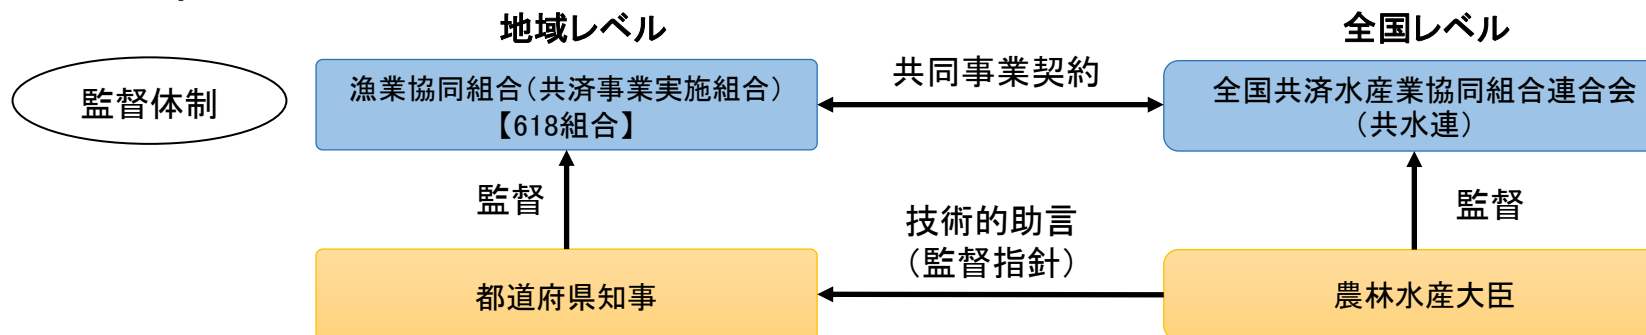 地域レベル
全国レベル
監督体制
漁業協同組合(共済事業実施組合)
【618組合】
共同事業契約
全国共済水産業協同組合連合会
(共水連)
監督
技術的助言
(監督指針)
監督
都道府県知事
農林水産大臣